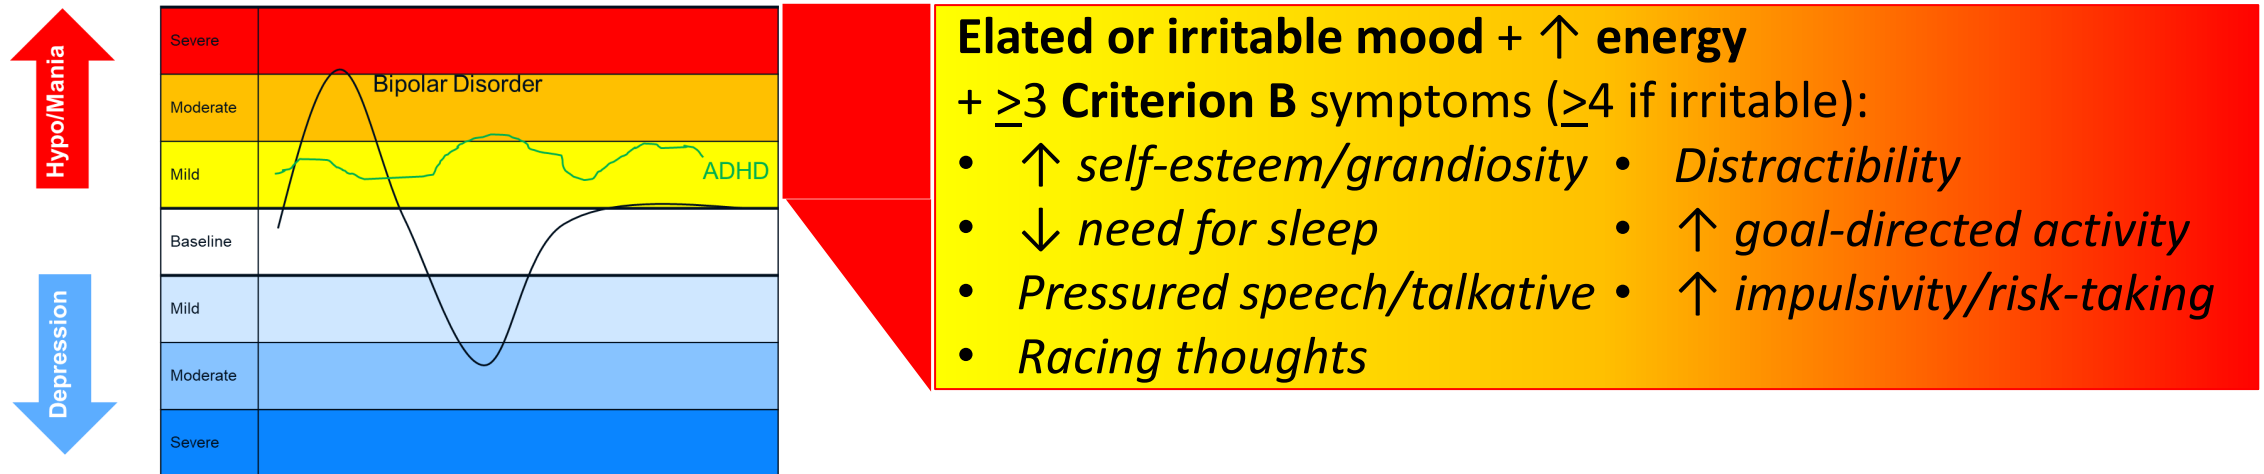 Hypo/Mania
Depression
Severe
Bipolar Disorder
Moderate
Mild
ADHD
Baseline
Mild
Moderate
Severe
Elated or irritable mood + ↑ energy
+ ≥3 Criterion B symptoms (≥4 if irritable):
• ↑ self-esteem/grandiosity
• ↓ need for sleep
• Pressured speech/talkative
• Racing thoughts
• Distractibility
• ↑ goal-directed activity
• ↑ impulsivity/risk-taking